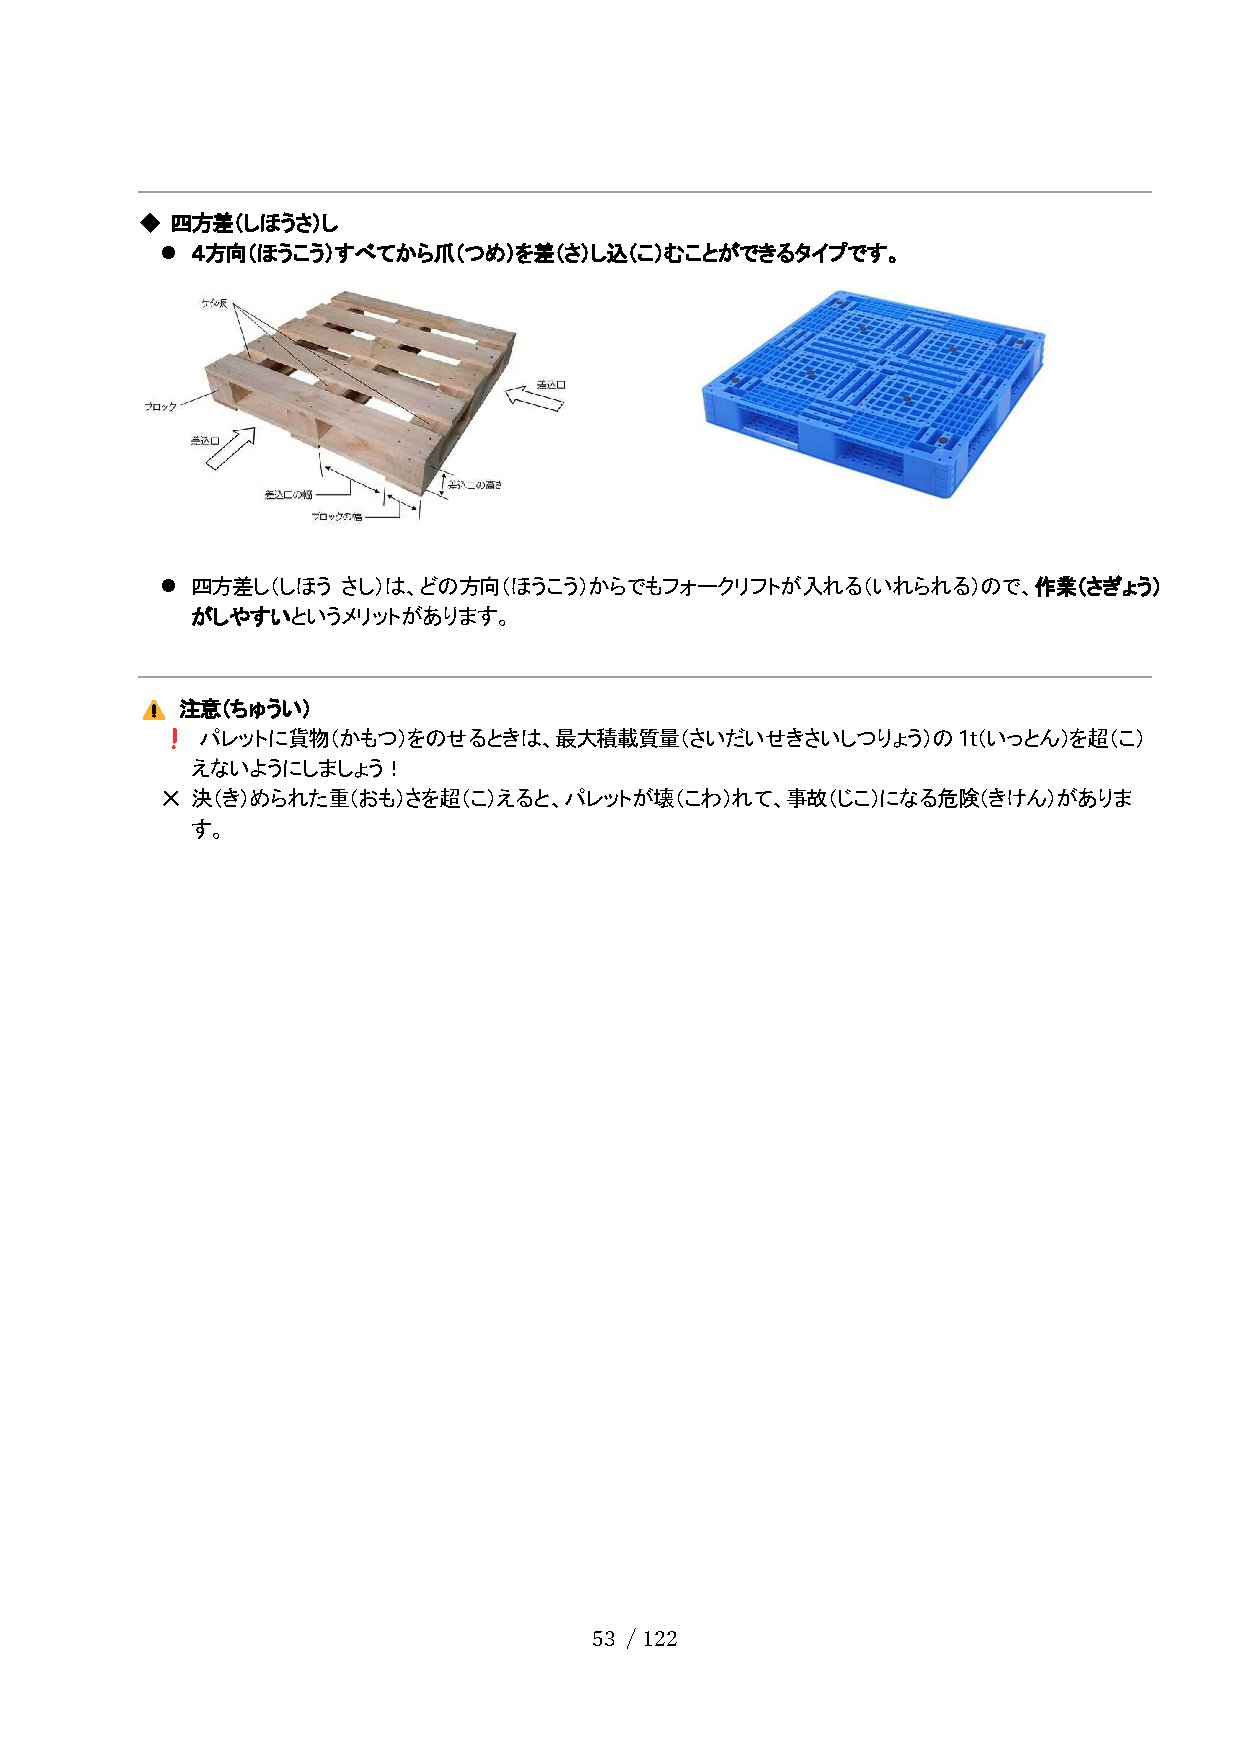 ◆ 四方差(しほうさ)し
● 4方向(ほうこう)すべてから爪(つめ)を差(さ)し込(こ)むことができるタイプです。
ケタ板
差込口
ブロック
差込口
差込口の高さ
差込口の幅
ブロックの幅
● 四方差し(しほう さし)は、どの方向(ほうこう)からでもフォークリフトが入れる(いれられる)ので、作業(さぎょう)
がしやすいというメリットがあります。
⚠ 注意(ちゅうい)
❗ パレットに貨物(かもつ)をのせるときは、最大積載質量(さいだいせきさいしつりょう)の 1t(いっとん)を超(こ)
えないようにしましょう!
× 決(き)められた重(おも)さを超(こ)えると、パレットが壊(こわ)れて、事故(じこ)になる危険(きけん)がありま
す。
53 / 122